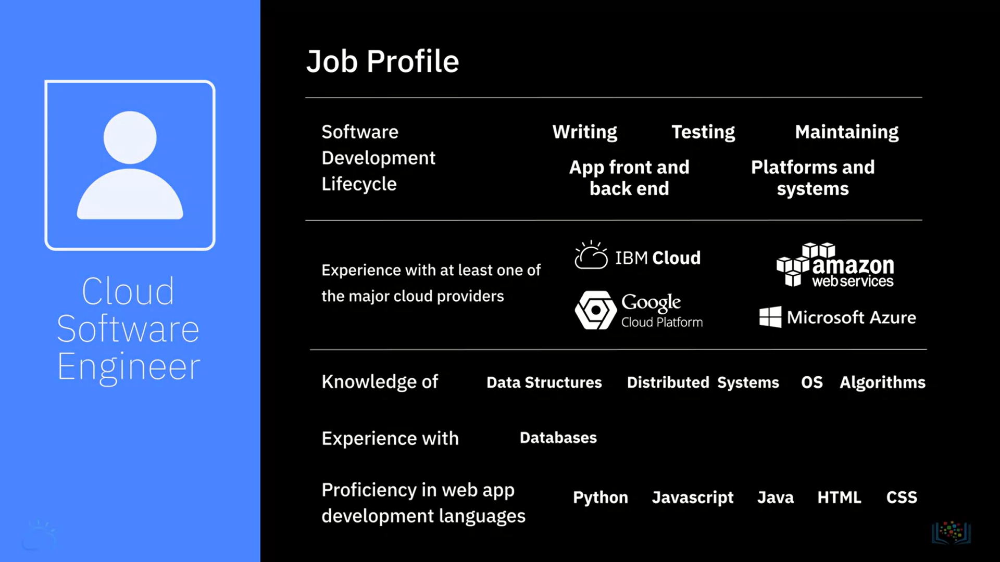 Cloud
Software
Engineer
Job Profile
Software
Development
Lifecycle
Writing Testing Maintaining
App front and
back end
Platforms and
systems
Experience with at least one of
the major cloud providers
IBM Cloud
amazon
web services
Google
Cloud Platform
Microsoft Azure
Knowledge of Data Structures Distributed Systems OS Algorithms
Experience with Databases
Proficiency in web app
development languages
Python Javascript Java HTML CSS